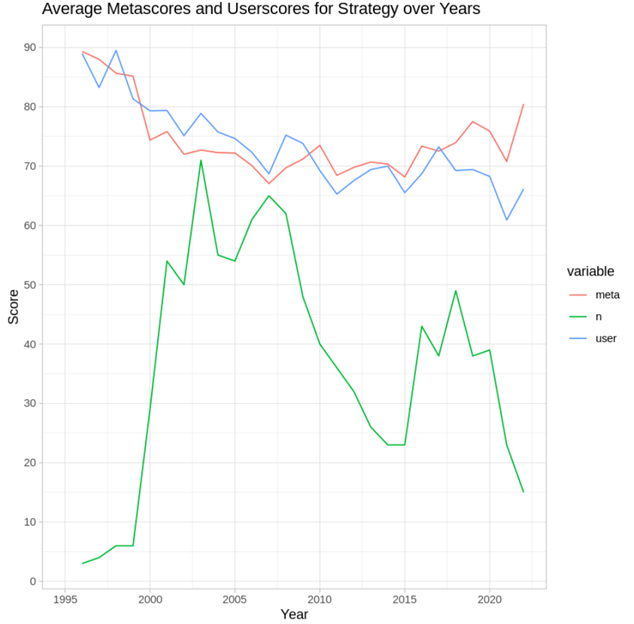 Average Metascores and Userscores for Strategy over Years
90
80
70
60
50
40
30
20
10
0
Score
1995 2000 2005 2010 2015 2020
Year
variable
meta
n
user